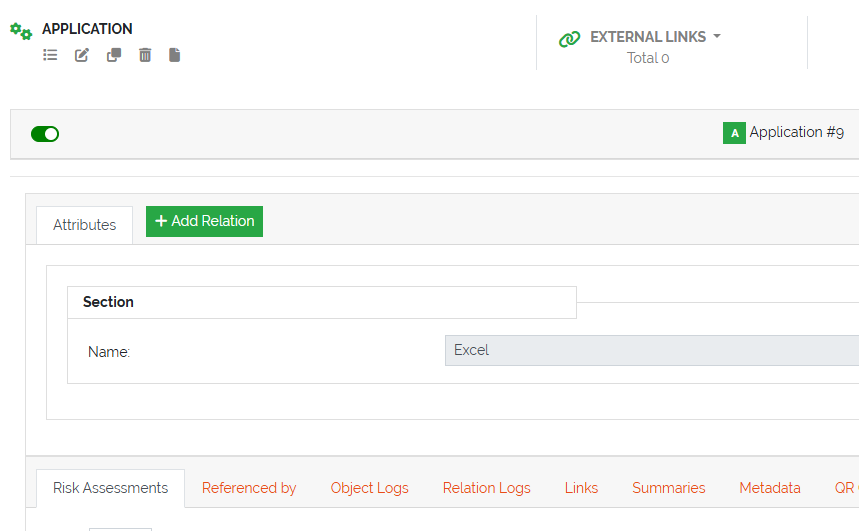 APPLICATION
EXTERNAL LINKS
Total 0
A Application #9
Attributes
Add Relation
Section
Name:
Excel
Risk Assessments
Referenced by
Object Logs
Relation Logs
Links
Summaries
Metadata
QR